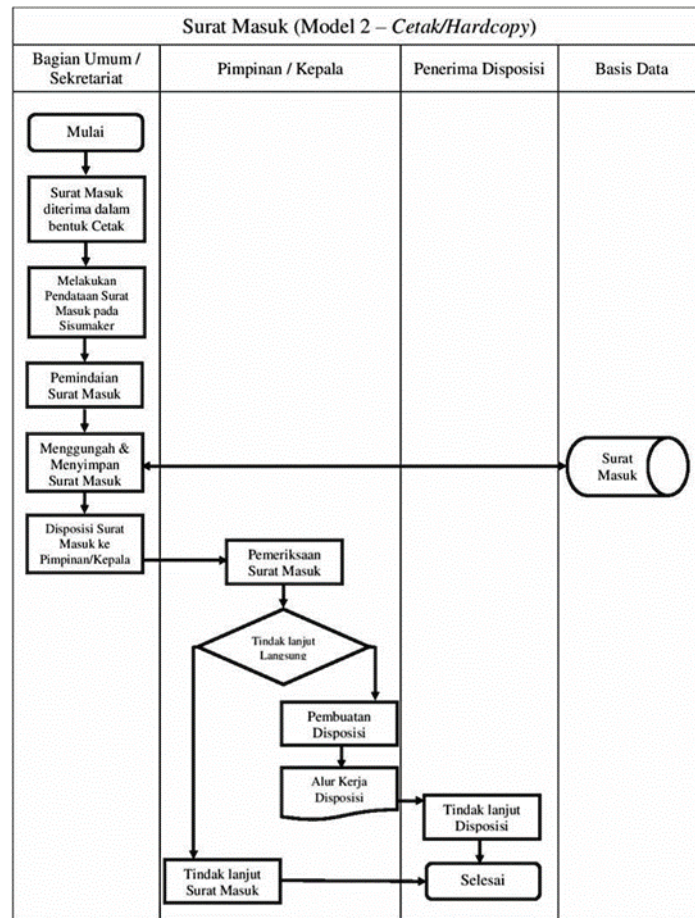 Surat Masuk (Model 2 – Cetak/Hardcopy)
Bagian Umum /
Sekretariat
Pimpinan / Kepala
Penerima Disposisi
Basis Data
Mulai
Surat Masuk
diterima dalam
bentuk Cetak
Melakukan
Pendataan Surat
Masuk pada
Sisumaker
Pemindaian
Surat Masuk
Menggungah &
Menyimpan
Surat Masuk
Surat
Masuk
Disposisi Surat
Masuk ke
Pimpinan/Kepala
Pemeriksaan
Surat Masuk
Tindak lanjut
Langsung
Pembuatan
Disposisi
Alur Kerja
Disposisi
Tindak lanjut
Disposisi
Tindak lanjut
Surat Masuk
Selesai